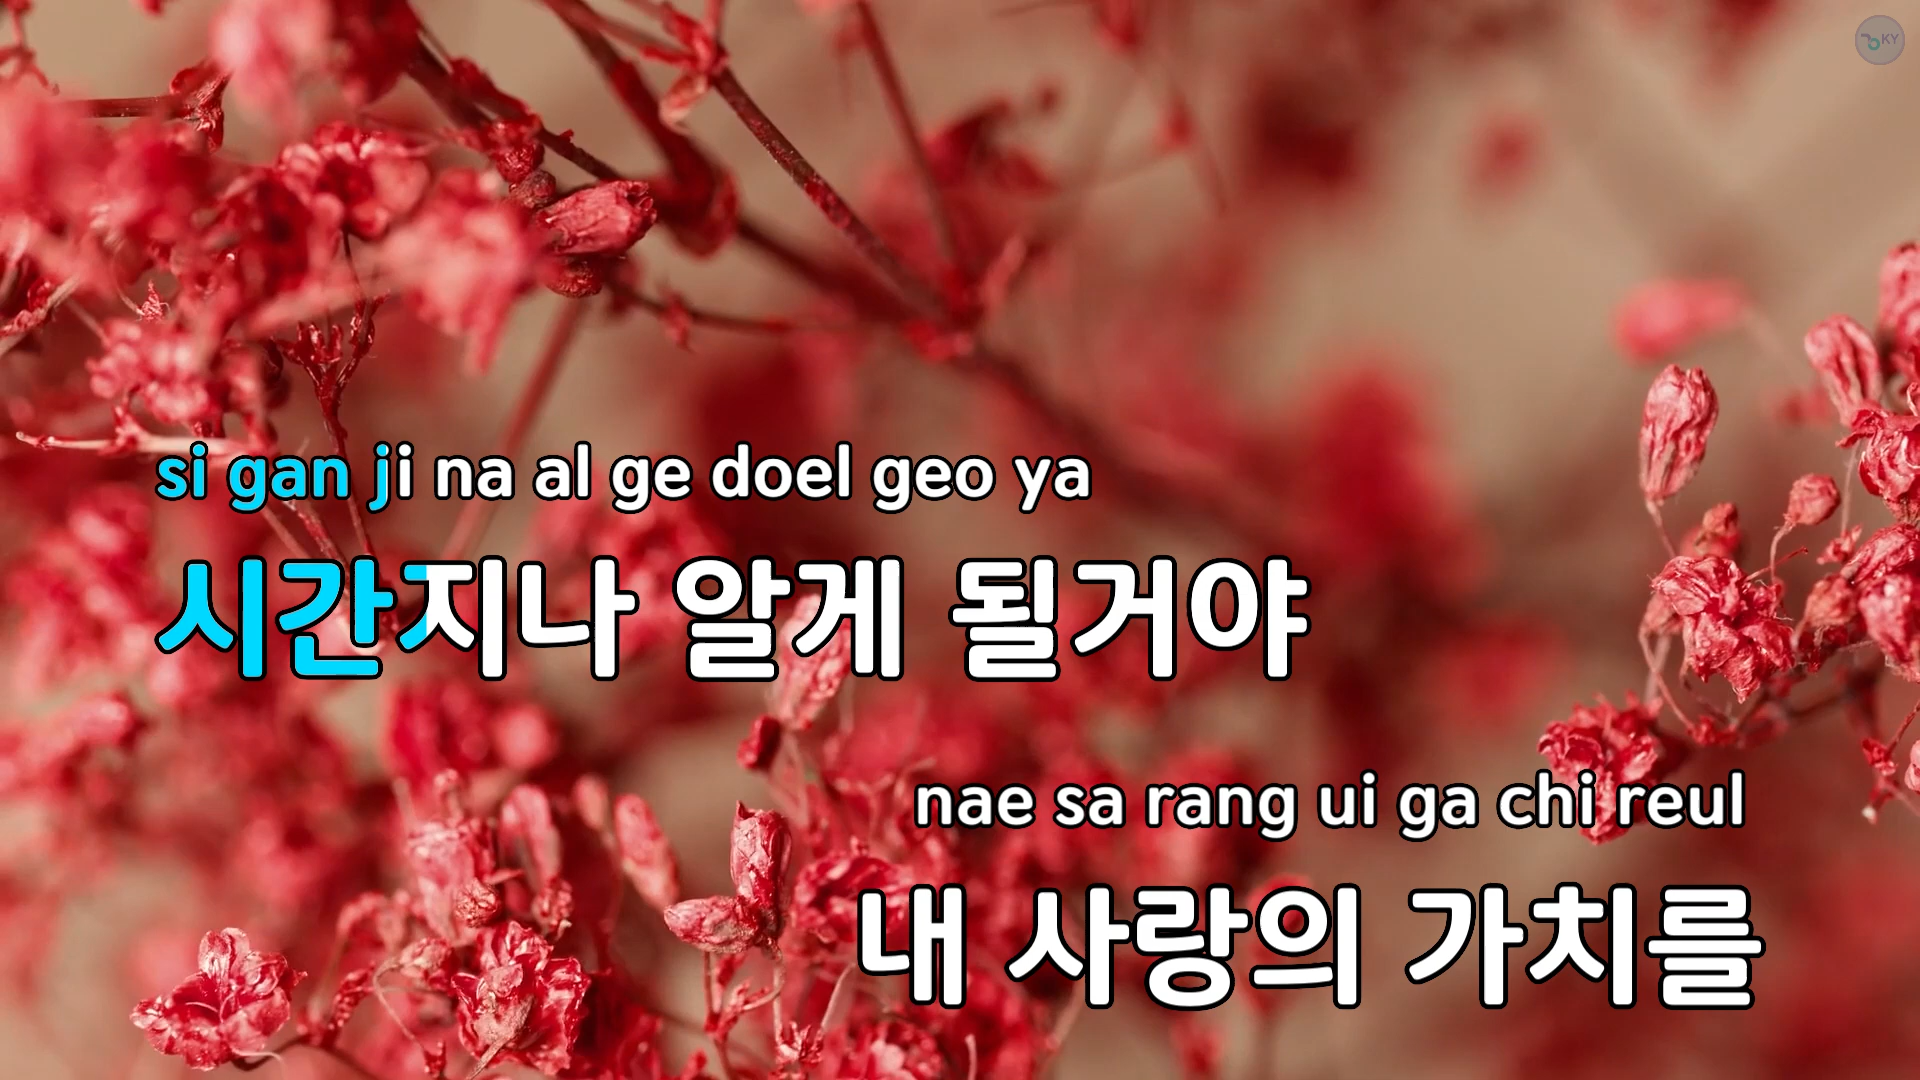 KY
si gan ji na al ge doel geo ya
시간지나 알게 될거야
nae sa rang ui ga chi reul
내 사랑의 가치를